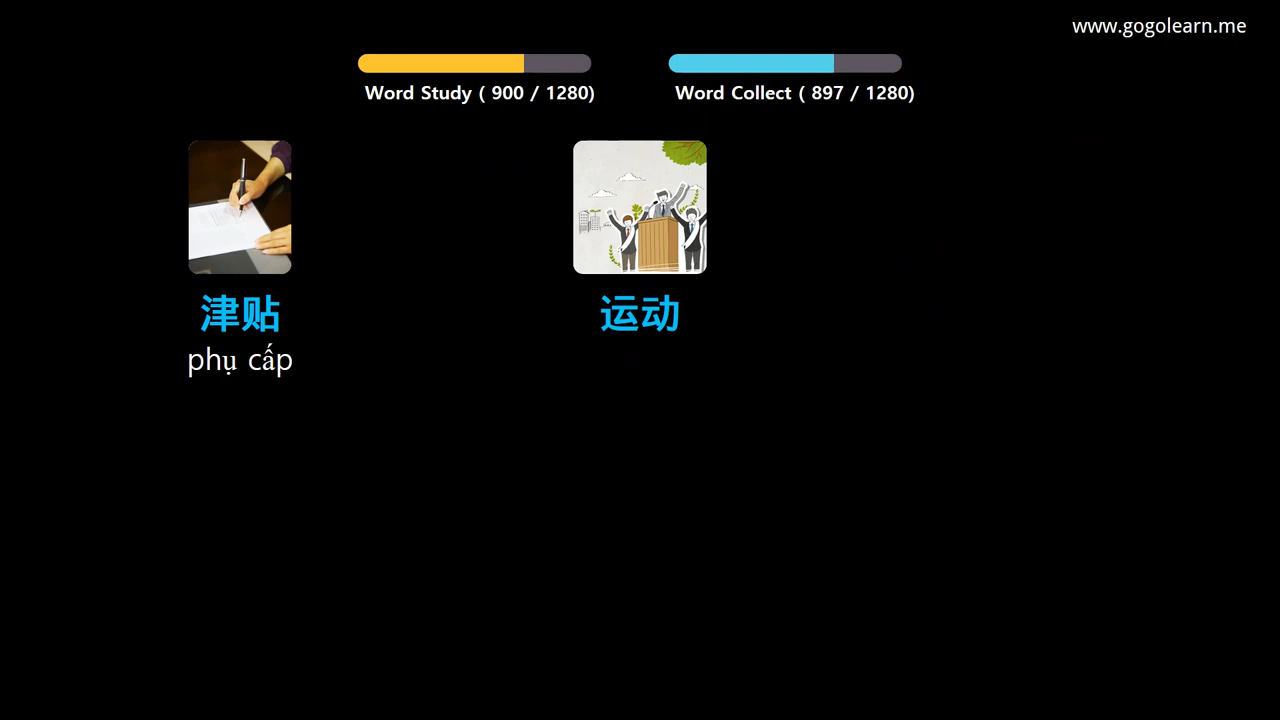 www.gogolearn.me
Word Study ( 900 / 1280)
Word Collect ( 897 / 1280)
津贴
phụ cấp
运动